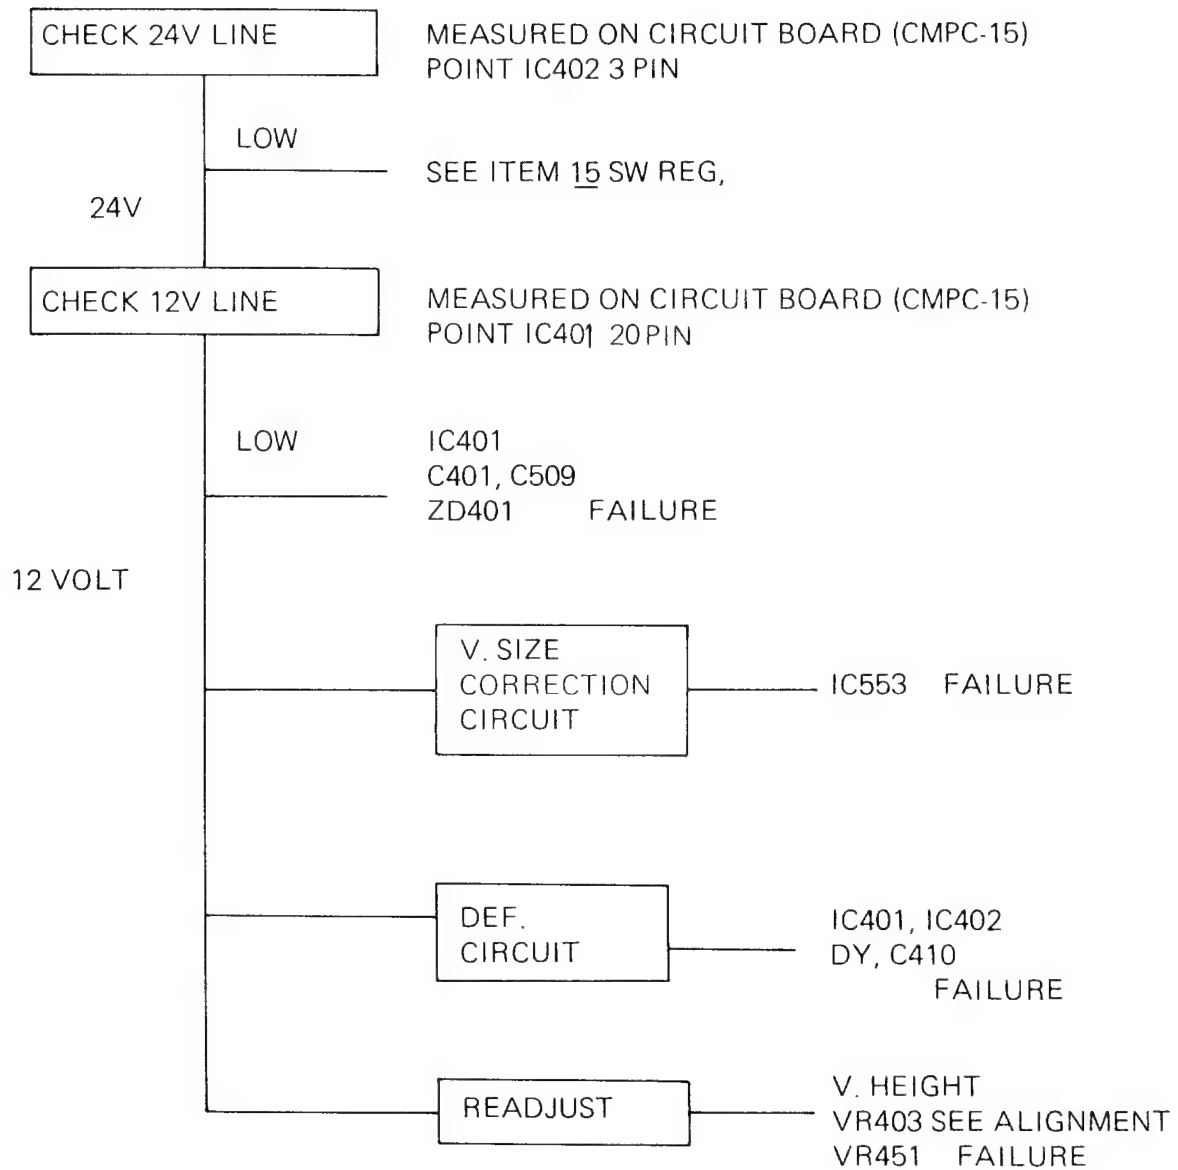 CHECK 24V LINE
MEASURED ON CIRCUIT BOARD (CMPC-15)
POINT IC402 3 PIN
LOW
SEE ITEM 15 SW REG,
24V
CHECK 12V LINE
MEASURED ON CIRCUIT BOARD (CMPC-15)
POINT IC401 20 PIN
LOW
IC401
C401, C509
ZD401 FAILURE
12 VOLT
V. SIZE
CORRECTION
CIRCUIT
IC553 FAILURE
DEF.
CIRCUIT
IC401, IC402
DY, C410
FAILURE
READJUST
V. HEIGHT
VR403 SEE ALIGNMENT
VR451 FAILURE